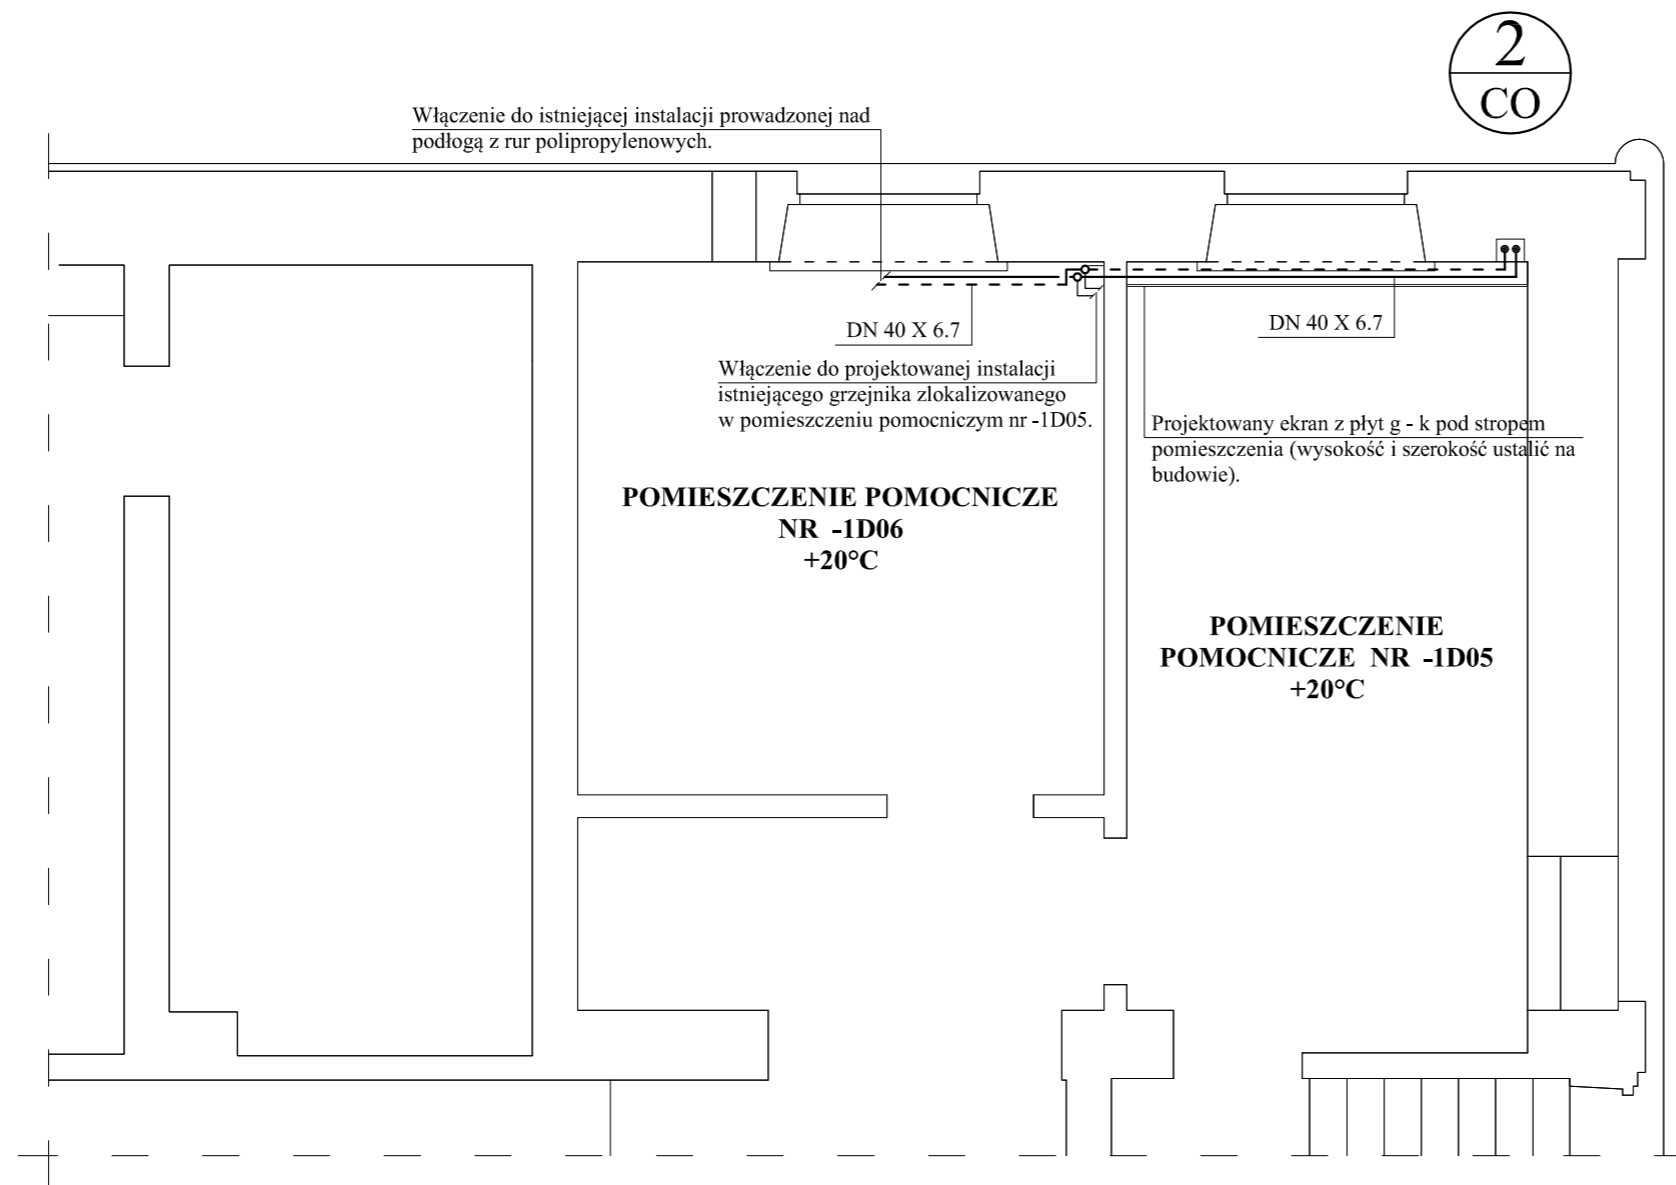 2
CO
Włączenie do istniejącej instalacji prowadzonej nad
podłogą z rur polipropylenowych.
DN 40 X 6.7
DN 40 X 6.7
Włączenie do projektowanej instalacji
istniejącego grzejnika zlokalizowanego
w pomieszczeniu pomocniczym nr -1D05.
Projektowany ekran z płyt g - k pod stropem
pomieszczenia (wysokość i szerokość ustalić na
budowie).
POMIESZCZENIE POMOCNICZE
NR -1D06
+20°C
POMIESZCZENIE
POMOCNICZE NR -1D05
+20°C